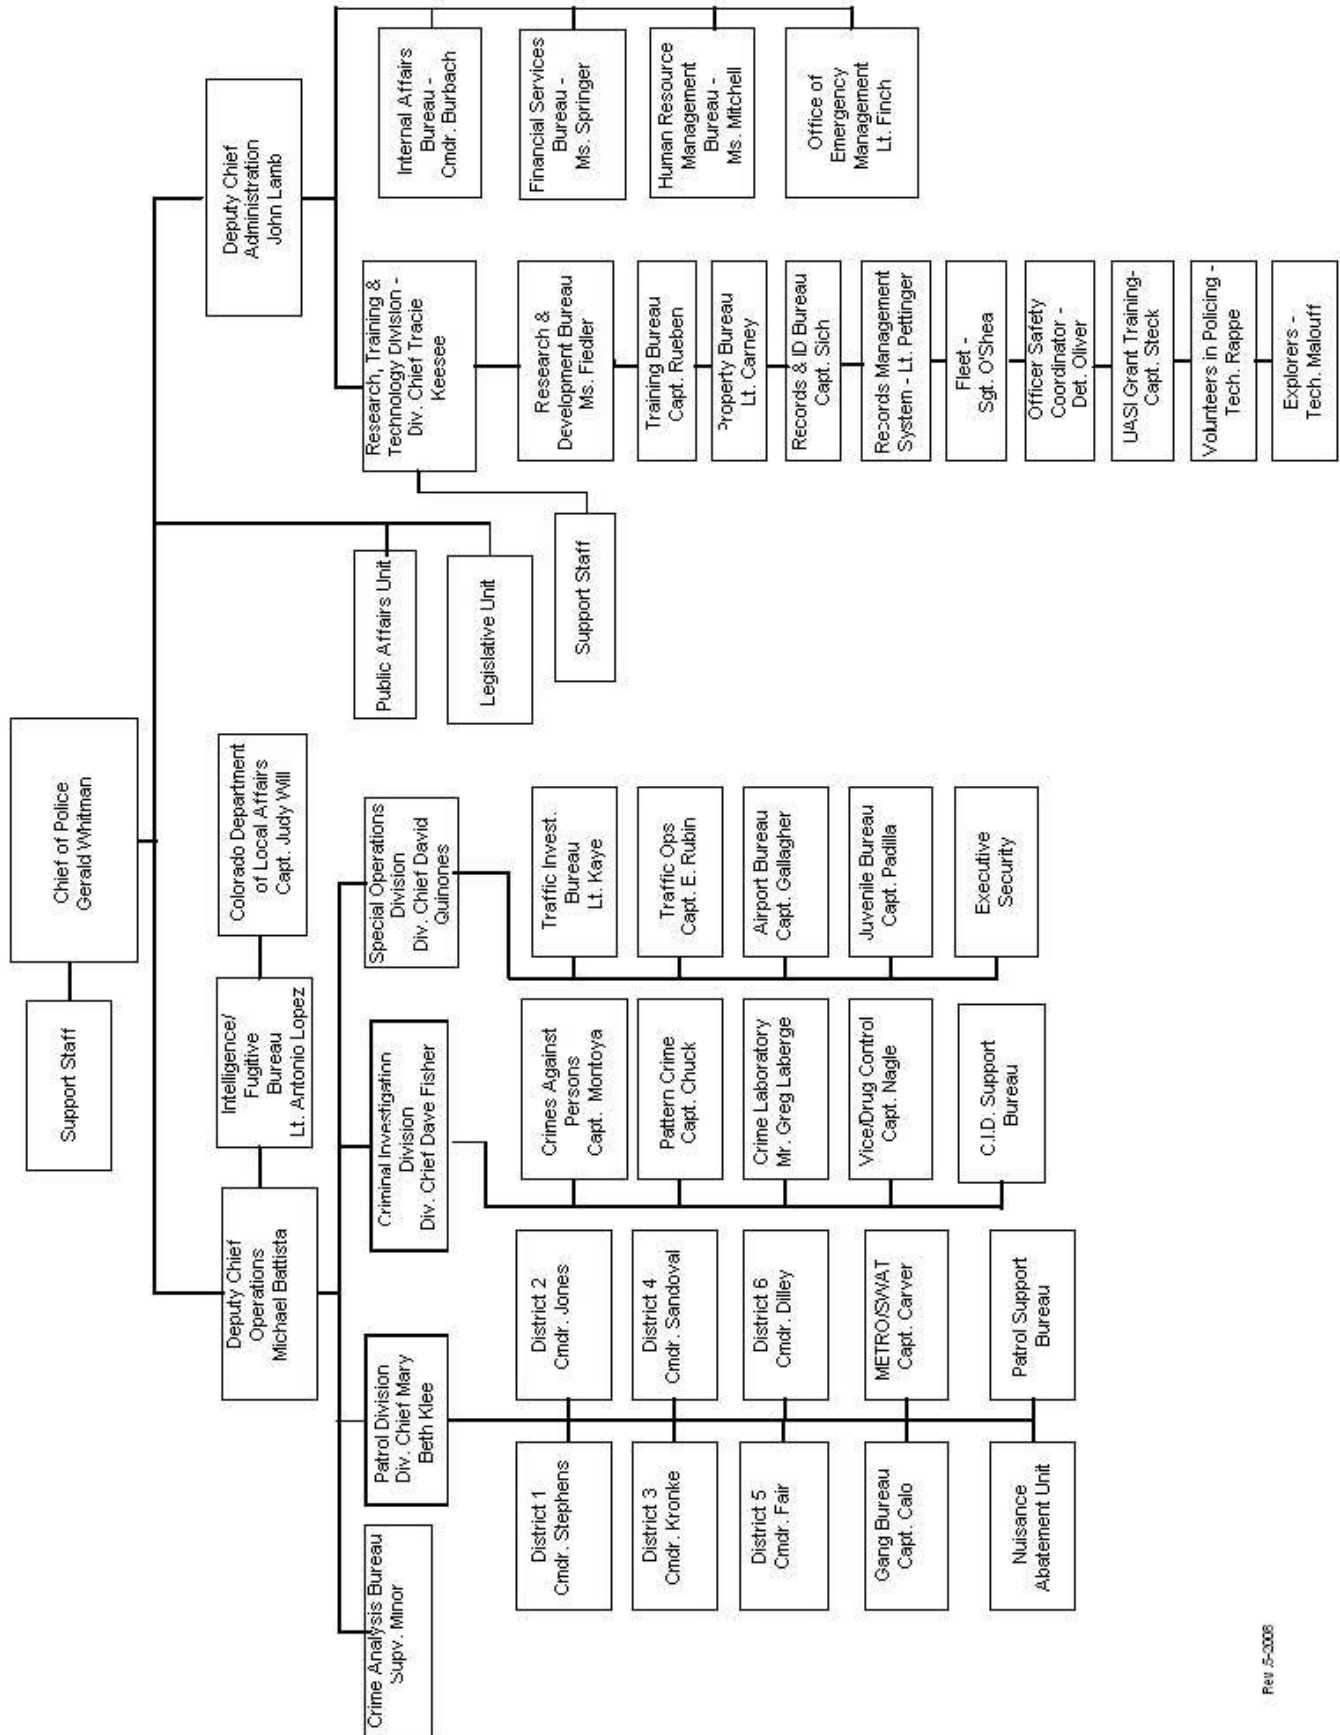 Chief of Police
Gerald Whitman
Support Staff
Deputy Chief
Operations
Michael Battista
Intelligence/
Fugitive
Bureau
Lt. Antonio Lopez
Colorado Department
of Local Affairs
Capt. Judy Will
Deputy Chief
Administration
John Lamb
Crime Analysis Bureau
Supv. Minor
Patrol Division
Div. Chief Mary
Beth Klee
Criminal Investigation
Division
Div. Chief Dave Fisher
Special Operations
Division
Div. Chief David
Quinones
Public Affairs Unit
Legislative Unit
Research, Training &
Technology Division -
Div. Chief Tracie
Keesee
Support Staff
Internal Affairs
Bureau -
Cmdr. Burbach
Financial Services
Bureau -
Ms. Springer
Human Resource
Management
Bureau -
Ms. Mitchell
Office of
Emergency
Management
Lt. Finch
District 1
Cmdr. Stephens
District 2
Cmdr. Jones
District 3
Cmdr. Kronke
District 4
Cmdr. Sandoval
District 5
Cmdr. Fair
District 6
Cmdr. Dilley
Gang Bureau
Capt. Calo
METRO/SWAT
Capt. Carver
Nuisance
Abatement Unit
Patrol Support
Bureau
Crimes Against
Persons
Capt. Montoya
Pattern Crime
Capt. Chuck
Crime Laboratory
Mr. Greg Laberge
Vice/Drug Control
Capt. Nagle
C.I.D. Support
Bureau
Traffic Invest.
Bureau
Lt. Kaye
Traffic Ops
Capt. E. Rubin
Airport Bureau
Capt. Gallagher
Juvenile Bureau
Capt. Padilla
Executive
Security
Research &
Development Bureau
Ms. Fiedler
Training Bureau
Capt. Rueben
Property Bureau
Lt. Carney
Records & ID Bureau
Capt. Sich
Records Management
System - Lt. Pettinger
Fleet -
Sgt. O'Shea
Officer Safety
Coordinator -
Det. Oliver
UASI Grant Training-
Capt. Steck
Volunteers in Policing -
Tech. Rappe
Explorers -
Tech. Malouff
Rev .5-2008